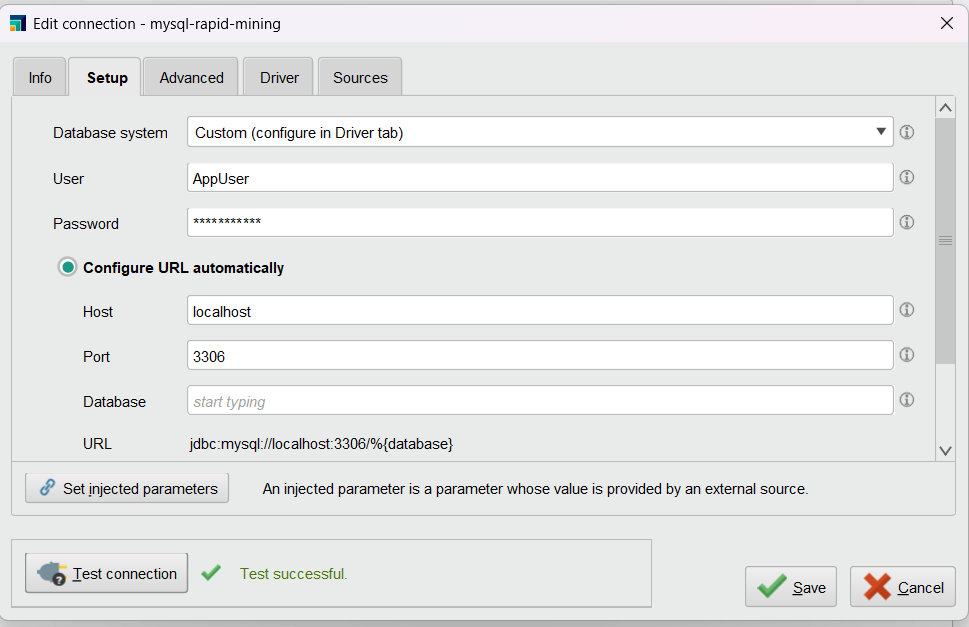 Edit connection - mysql-rapid-mining
Info Setup Advanced Driver Sources
Database system Custom (configure in Driver tab)
User AppUser
Password ***********
Configure URL automatically
Host localhost
Port 3306
Database start typing
URL jdbc:mysql://localhost:3306/%{database}
Set injected parameters An injected parameter is a parameter whose value is provided by an external source.
Test connection Test successful.
Save Cancel